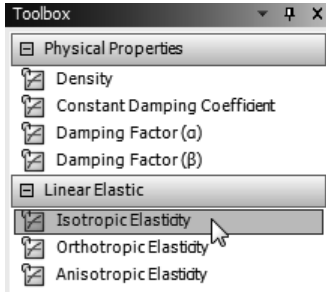 Toolbox
Physical Properties
Density
Constant Damping Coefficient
Damping Factor (α)
Damping Factor (β)
Linear Elastic
Isotropic Elasticity
Orthotropic Elasticity
Anisotropic Elasticity